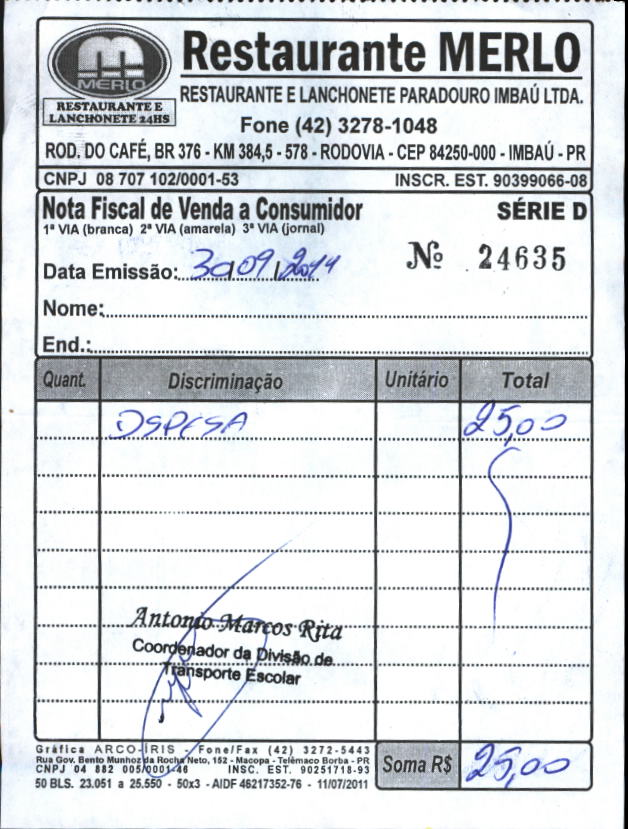 MERLO
RESTAURANTE E
LANCHONETE 24HS
Restaurante MERLO
RESTAURANTE E LANCHONETE PARADOURO IMBAÚ LTDA.
Fone (42) 3278-1048
ROD. DO CAFÉ, BR 376 - KM 384,5 - 578 - RODOVIA - CEP 84250-000 - IMBAÚ - PR
CNPJ 08 707 102/0001-53 INSCR. EST. 90399066-08
Nota Fiscal de Venda a Consumidor SÉRIE D
1ª VIA (branca) 2ª VIA (amarela) 3ª VIA (jornal)
Nº 24635
Data Emissão: 30/09/2014
Nome:
End.:
Quant. Discriminação Unitário Total
DSPESA 25,00
Antonio Marcos Rita
Coordenador da Divisão de
Transporte Escolar
Gráfica ARCO-ÍRIS - Fone/Fax (42) 3272-5443
Rua Gov. Bento Munhoz da Rocha Neto, 152 - Macopa - Telêmaco Borba - PR
CNPJ 04 882 005/0001-46 INSC. EST. 90251718-93
50 BLS. 23.051 a 25.550 - 50x3 - AIDF 46217352-76 - 11/07/2011
Soma R$ 25,00